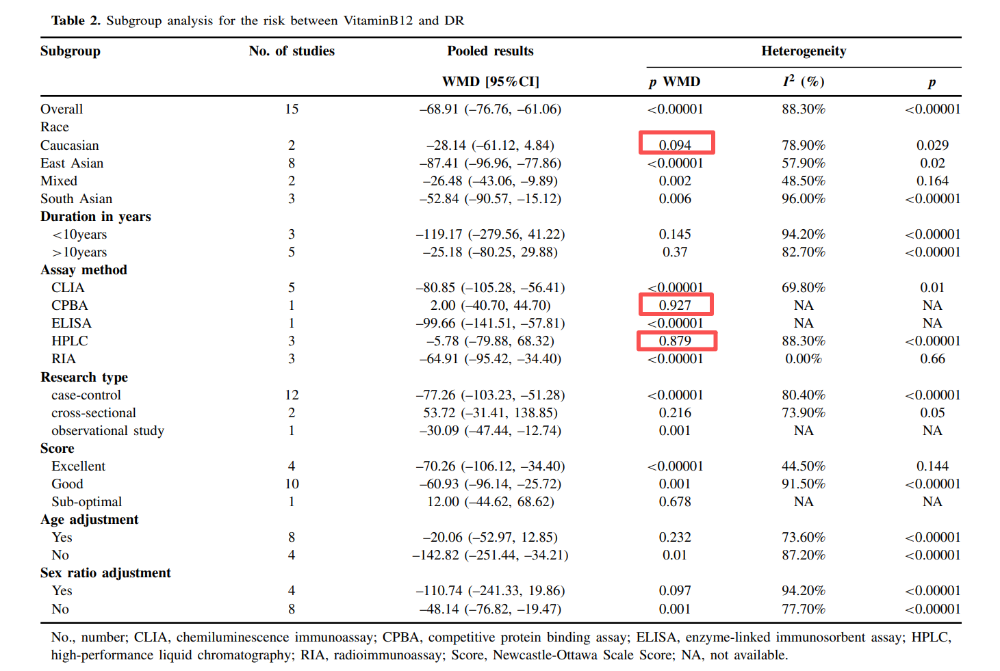 Table 2. Subgroup analysis for the risk between VitaminB12 and DR
Subgroup No. of studies Pooled results Heterogeneity
WMD [95%CI] p WMD I² (%) p
Overall 15 –68.91 (–76.76, –61.06) <0.00001 88.30% <0.00001
Race
Caucasian 2 –28.14 (–61.12, 4.84) 0.094 78.90% 0.029
East Asian 8 –87.41 (–96.96, –77.86) <0.00001 57.90% 0.02
Mixed 2 –26.48 (–43.06, –9.89) 0.002 48.50% 0.164
South Asian 3 –52.84 (–90.57, –15.12) 0.006 96.00% <0.00001
Duration in years
<10years 3 –119.17 (–279.56, 41.22) 0.145 94.20% <0.00001
>10years 5 –25.18 (–80.25, 29.88) 0.37 82.70% <0.00001
Assay method
CLIA 5 –80.85 (–105.28, –56.41) <0.00001 69.80% 0.01
CPBA 1 2.00 (–40.70, 44.70) 0.927 NA NA
ELISA 1 –99.66 (–141.51, –57.81) <0.00001 NA NA
HPLC 3 –5.78 (–79.88, 68.32) 0.879 88.30% <0.00001
RIA 3 –64.91 (–95.42, –34.40) <0.00001 0.00% 0.66
Research type
case-control 12 –77.26 (–103.23, –51.28) <0.00001 80.40% <0.00001
cross-sectional 2 53.72 (–31.41, 138.85) 0.216 73.90% 0.05
observational study 1 –30.09 (–47.44, –12.74) 0.001 NA NA
Score
Excellent 4 –70.26 (–106.12, –34.40) <0.00001 44.50% 0.144
Good 10 –60.93 (–96.14, –25.72) 0.001 91.50% <0.00001
Sub-optimal 1 12.00 (–44.62, 68.62) 0.678 NA NA
Age adjustment
Yes 8 –20.06 (–52.97, 12.85) 0.232 73.60% <0.00001
No 4 –142.82 (–251.44, –34.21) 0.01 87.20% <0.00001
Sex ratio adjustment
Yes 4 –110.74 (–241.33, 19.86) 0.097 94.20% <0.00001
No 8 –48.14 (–76.82, –19.47) 0.001 77.70% <0.00001
No., number; CLIA, chemiluminescence immunoassay; CPBA, competitive protein binding assay; ELISA, enzyme-linked immunosorbent assay; HPLC,
high-performance liquid chromatography; RIA, radioimmunoassay; Score, Newcastle-Ottawa Scale Score; NA, not available.